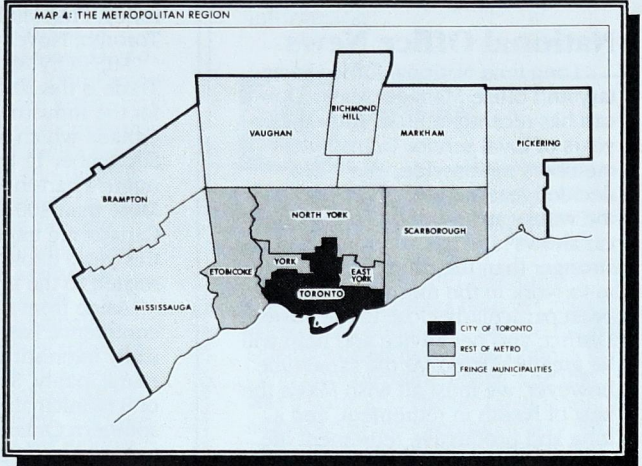 MAP 4: THE METROPOLITAN REGION
RICHMOND
HILL
VAUGHAN
MARKHAM
PICKERING
BRAMPTON
NORTH YORK
SCARBOROUGH
YORK
ETOBICOKE
EAST
YORK
TORONTO
MISSISSAUGA
CITY OF TORONTO
REST OF METRO
FRINGE MUNICIPALITIES